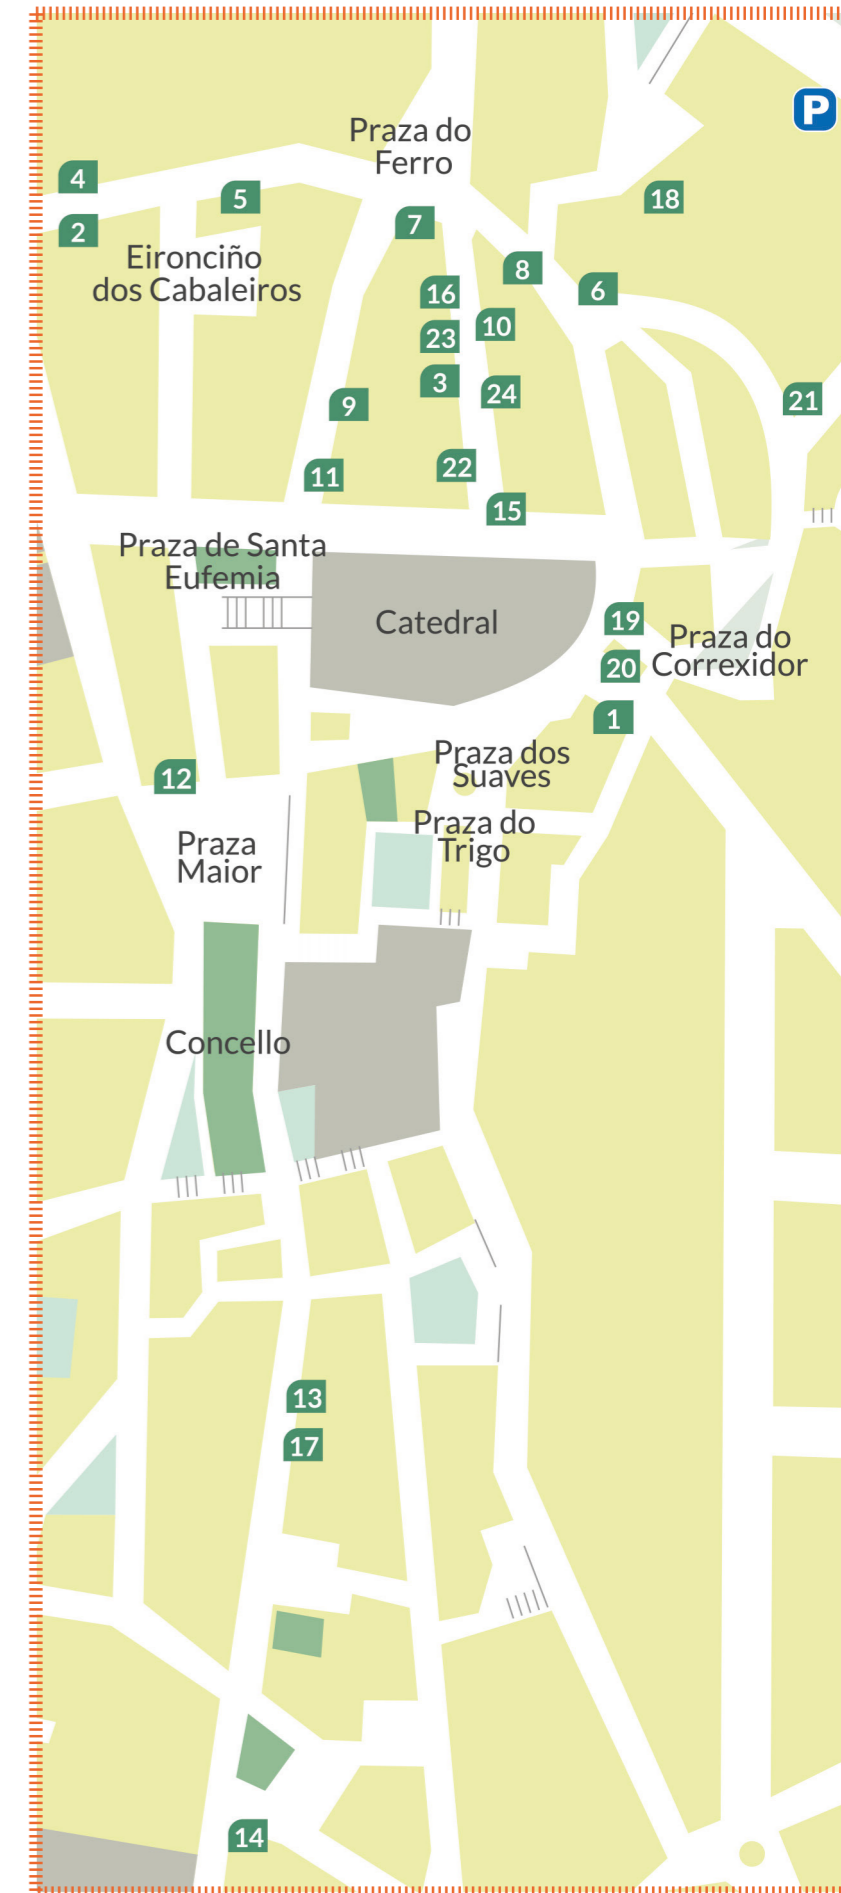 P
Praza do
Ferro
4
5
18
2
7
Eironciño
dos Cabaleiros
8
6
16
10
23
3
24
21
9
22
11
15
Praza de Santa
Eufemia
Catedral
19
Praza do
Correxidor
20
1
Praza dos
Suaves
12
Praza do
Trigo
Praza
Maior
Concello
13
17
14